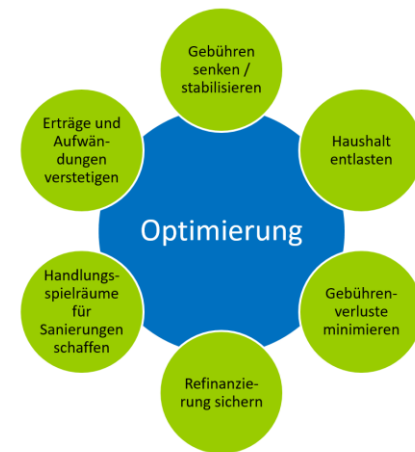 Gebühren
senken /
stabilisieren
Haushalt
entlasten
Gebühren-
verluste
minimieren
Refinanzie-
rung sichern
Handlungs-
spielräume
für
Sanierungen
schaffen
Erträge und
Aufwän-
dungen
verstetigen
Optimierung